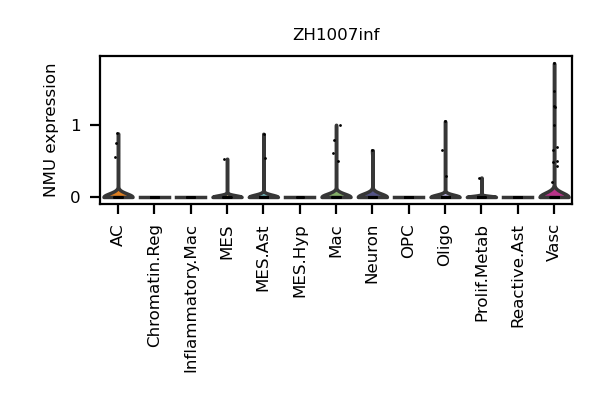 ZH1007inf
NMU expression
1
0
AC
Chromatin.Reg
Inflammatory.Mac
MES
MES.Ast
MES.Hyp
Mac
Neuron
OPC
Oligo
Prolif.Metab
Reactive.Ast
Vasc